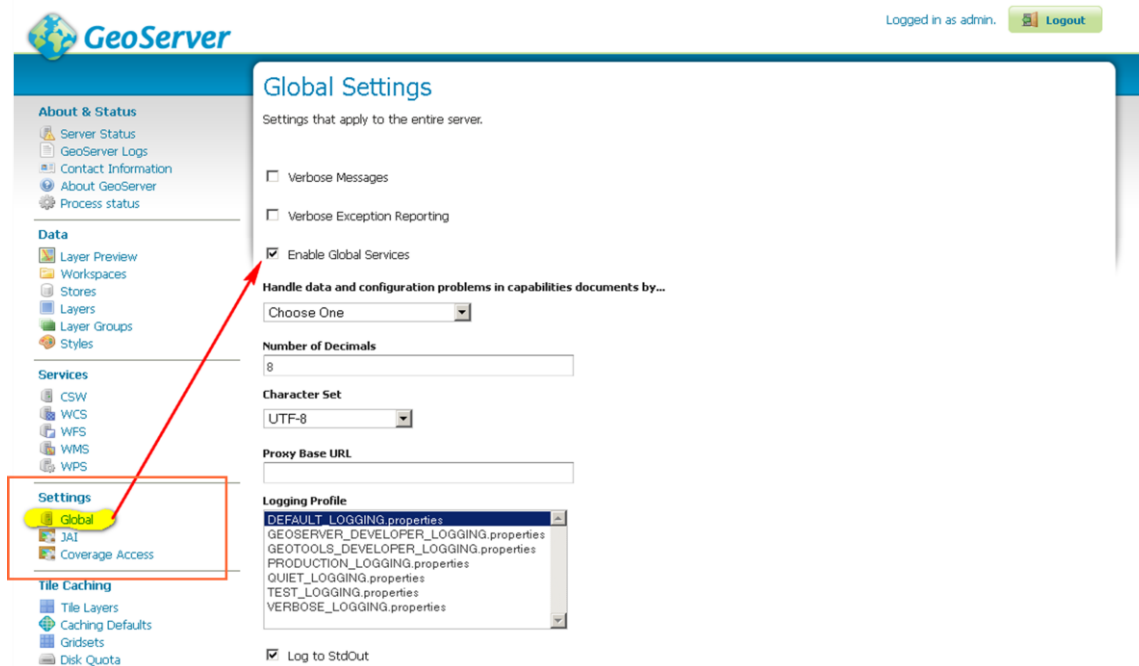 GeoServer
Logged in as admin.
Logout
About & Status
Server Status
GeoServer Logs
Contact Information
About GeoServer
Process status
Data
Layer Preview
Workspaces
Stores
Layers
Layer Groups
Styles
Services
CSW
WCS
WFS
WMS
WPS
Settings
Global
JAI
Coverage Access
Tile Caching
Tile Layers
Caching Defaults
Gridsets
Disk Quota
Global Settings
Settings that apply to the entire server.
Verbose Messages
Verbose Exception Reporting
Enable Global Services
Handle data and configuration problems in capabilities documents by...
Choose One
Number of Decimals
8
Character Set
UTF-8
Proxy Base URL
Logging Profile
DEFAULT_LOGGING.properties
GEOSERVER_DEVELOPER_LOGGING.properties
GEOTOOLS_DEVELOPER_LOGGING.properties
PRODUCTION_LOGGING.properties
QUIET_LOGGING.properties
TEST_LOGGING.properties
VERBOSE_LOGGING.properties
Log to StdOut